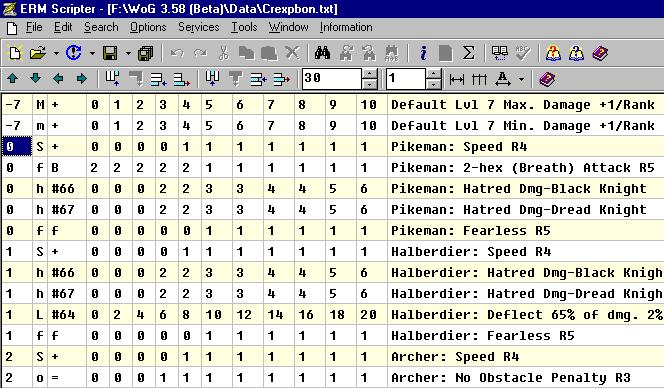 ERM Scripter - [F:\WoG 3.58 (Beta)\Data\Crexpbon.txt]
File Edit Search Options Services Tools Window Information
30 1
-7 M + 0 1 2 3 4 5 6 7 8 9 10 Default Lvl 7 Max. Damage +1/Rank
-7 m + 0 1 2 3 4 5 6 7 8 9 10 Default Lvl 7 Min. Damage +1/Rank
0 S + 0 0 0 0 1 1 1 1 1 1 1 Pikeman: Speed R4
0 f B 2 2 2 2 2 1 1 1 1 1 1 Pikeman: 2-hex (Breath) Attack R5
0 h #66 0 0 0 2 2 3 3 4 4 5 6 Pikeman: Hatred Dmg-Black Knight
0 h #67 0 0 0 2 2 3 3 4 4 5 6 Pikeman: Hatred Dmg-Dread Knight
0 f f 0 0 0 0 0 1 1 1 1 1 1 Pikeman: Fearless R5
1 S + 0 0 0 0 1 1 1 1 1 1 1 Halberdier: Speed R4
1 h #66 0 0 0 2 2 3 3 4 4 5 6 Halberdier: Hatred Dmg-Black Knigh
1 h #67 0 0 0 2 2 3 3 4 4 5 6 Halberdier: Hatred Dmg-Dread Knigh
1 L #64 0 2 4 6 8 10 12 14 16 18 20 Halberdier: Deflect 65% of dmg. 2%
1 f f 0 0 0 0 0 1 1 1 1 1 1 Halberdier: Fearless R5
2 S + 0 0 0 0 1 1 1 1 1 1 1 Archer: Speed R4
2 o = 0 0 0 1 1 1 1 1 1 1 1 Archer: No Obstacle Penalty R3